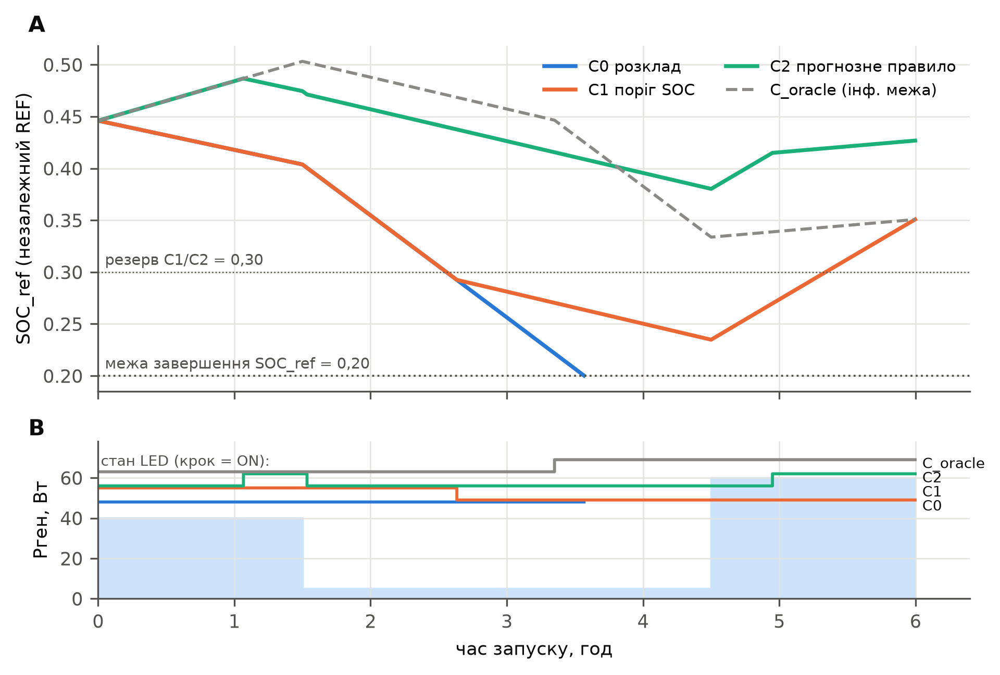 A
0.50
0.45
0.40
0.35
0.30
0.25
0.20
SOC_ref (незалежний REF)
C0 розклад
C1 поріг SOC
C2 прогнозне правило
C_oracle (інф. межа)
резерв C1/C2 = 0,30
межа завершення SOC_ref = 0,20
B
стан LED (крок = ON):
C_oracle
C2
C1
C0
60
40
20
0
Pген, Вт
0 1 2 3 4 5 6
час запуску, год